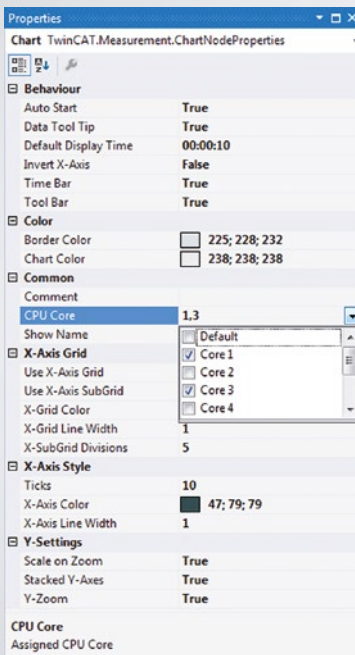 Properties
Chart TwinCAT.Measurement.ChartNodeProperties
Behaviour
Auto Start True
Data Tool Tip True
Default Display Time 00:00:10
Invert X-Axis False
Time Bar True
Tool Bar True
Color
Border Color 225; 228; 232
Chart Color 238; 238; 238
Common
Comment
CPU Core 1,3
Show Name Default
X-Axis Grid Core 1
Use X-Axis Grid Core 2
Use X-Axis SubGrid Core 3
X-Grid Color Core 4
X-Grid Line Width 1
X-SubGrid Divisions 5
X-Axis Style
Ticks 10
X-Axis Color 47; 79; 79
X-Axis Line Width 1
Y-Settings
Scale on Zoom True
Stacked Y-Axes True
Y-Zoom True
CPU Core
Assigned CPU Core